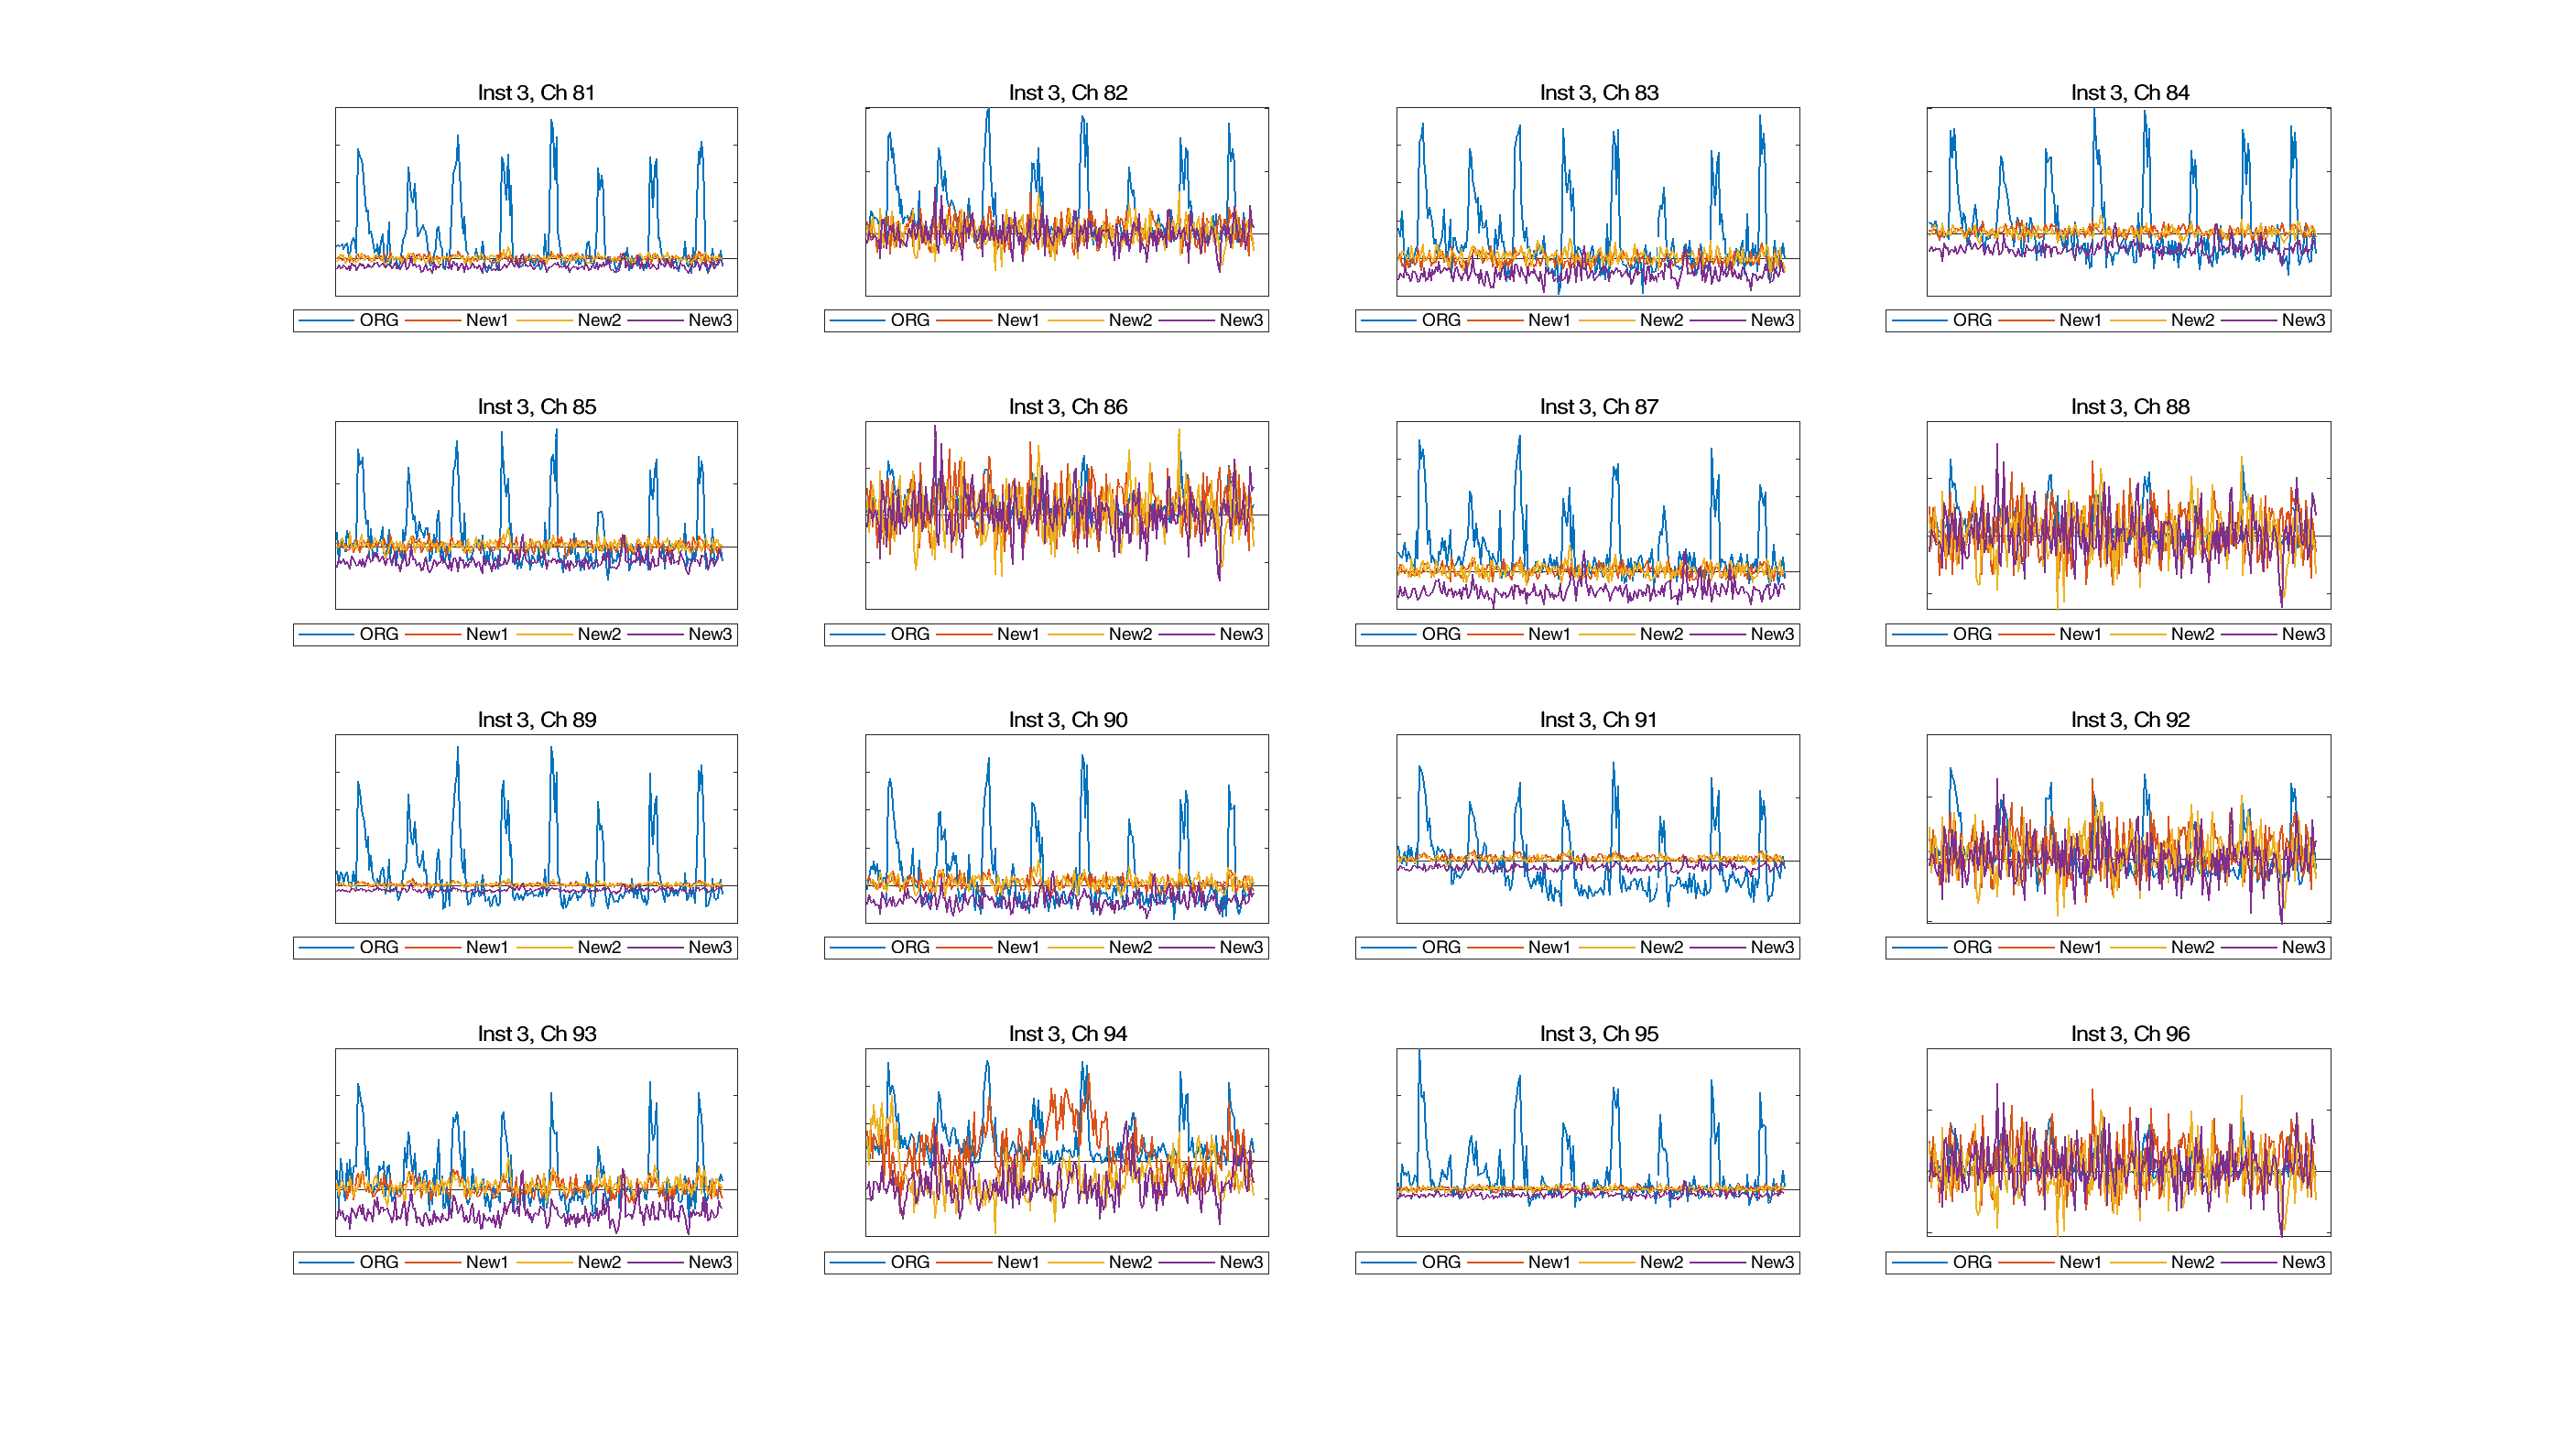 Inst 3, Ch 81
Inst 3, Ch 82
Inst 3, Ch 83
Inst 3, Ch 84
ORG New1 New2 New3
ORG New1 New2 New3
ORG New1 New2 New3
ORG New1 New2 New3
Inst 3, Ch 85
Inst 3, Ch 86
Inst 3, Ch 87
Inst 3, Ch 88
ORG New1 New2 New3
ORG New1 New2 New3
ORG New1 New2 New3
ORG New1 New2 New3
Inst 3, Ch 89
Inst 3, Ch 90
Inst 3, Ch 91
Inst 3, Ch 92
ORG New1 New2 New3
ORG New1 New2 New3
ORG New1 New2 New3
ORG New1 New2 New3
Inst 3, Ch 93
Inst 3, Ch 94
Inst 3, Ch 95
Inst 3, Ch 96
ORG New1 New2 New3
ORG New1 New2 New3
ORG New1 New2 New3
ORG New1 New2 New3